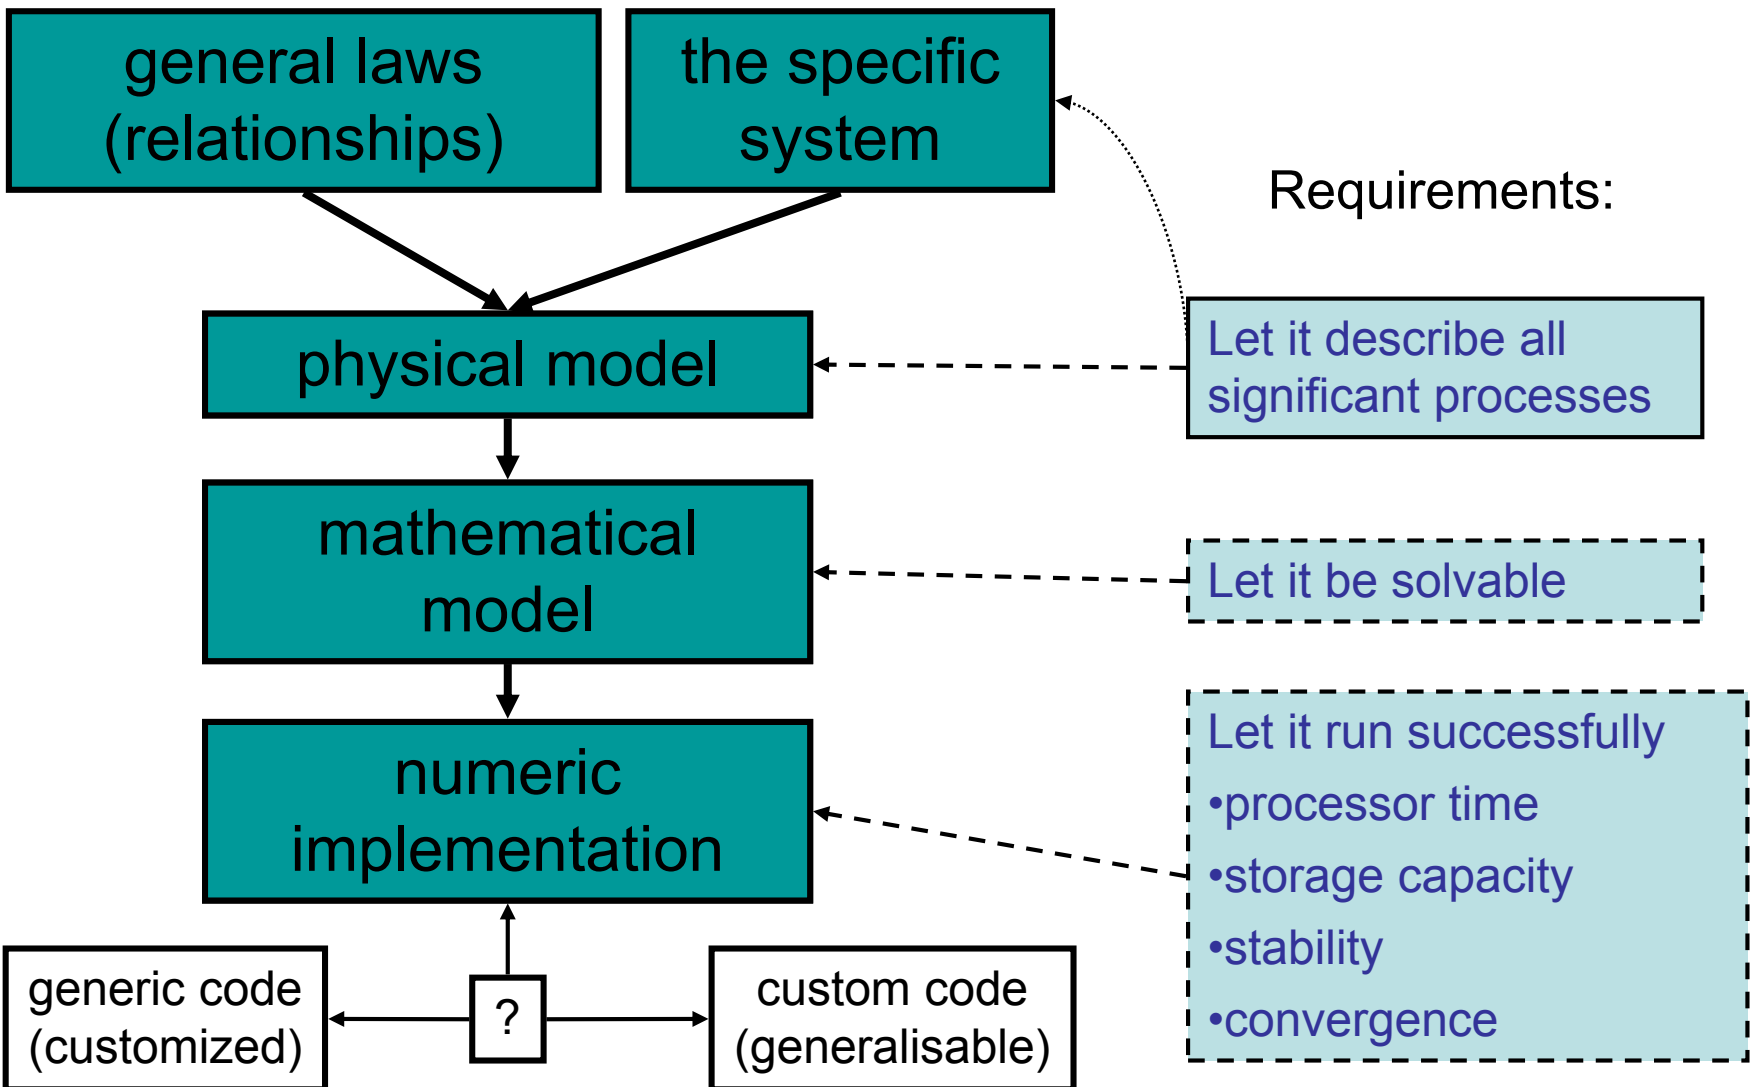 general laws
(relationships)
the specific
system
Requirements:
physical model
Let it describe all
significant processes
mathematical
model
Let it be solvable
numeric
implementation
Let it run successfully
•processor time
•storage capacity
•stability
•convergence
generic code
(customized)
?
custom code
(generalisable)